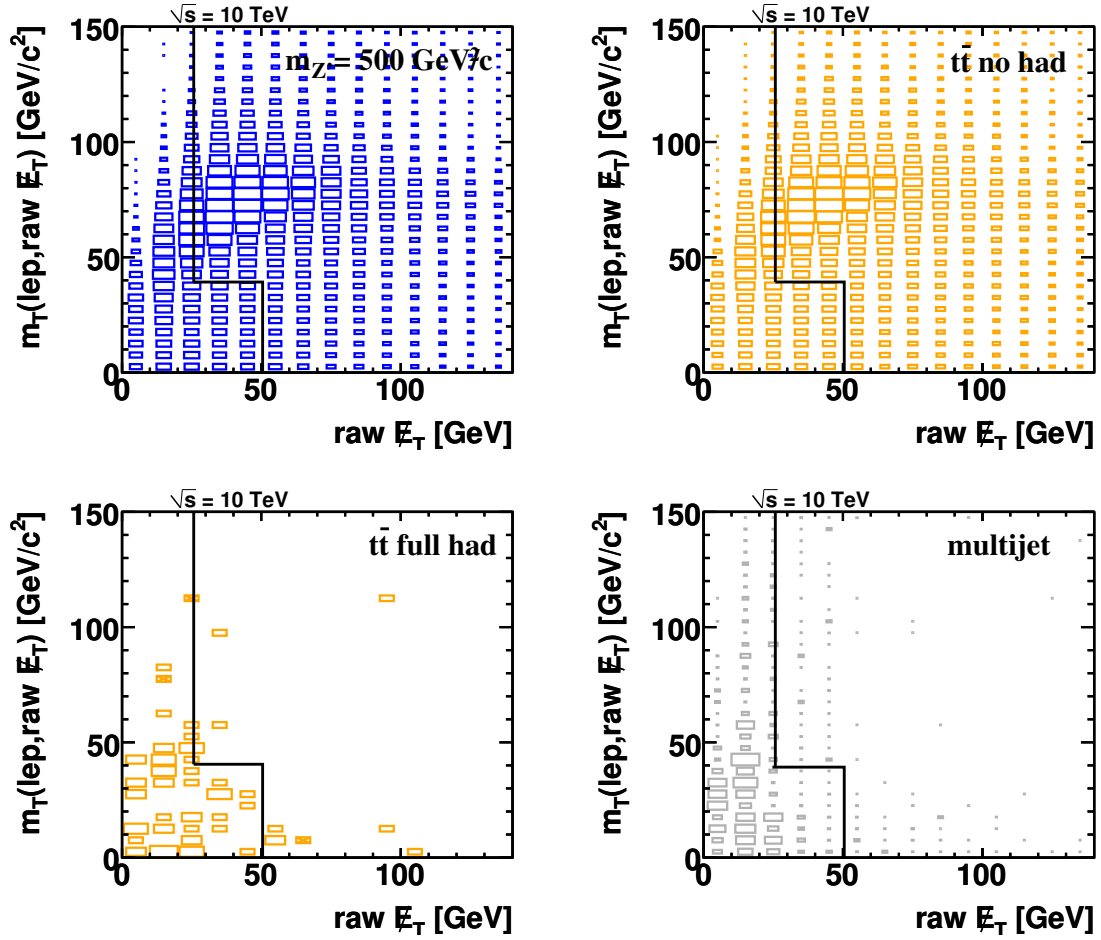 √s = 10 TeV
m_Z' = 500 GeV/c²
m_T(lep,raw E̸_T) [GeV/c²]
150
100
50
0
0 50 100
raw E̸_T [GeV]
√s = 10 TeV
tt̄ no had
m_T(lep,raw E̸_T) [GeV/c²]
150
100
50
0
0 50 100
raw E̸_T [GeV]
√s = 10 TeV
tt̄ full had
m_T(lep,raw E̸_T) [GeV/c²]
150
100
50
0
0 50 100
raw E̸_T [GeV]
√s = 10 TeV
multijet
m_T(lep,raw E̸_T) [GeV/c²]
150
100
50
0
0 50 100
raw E̸_T [GeV]